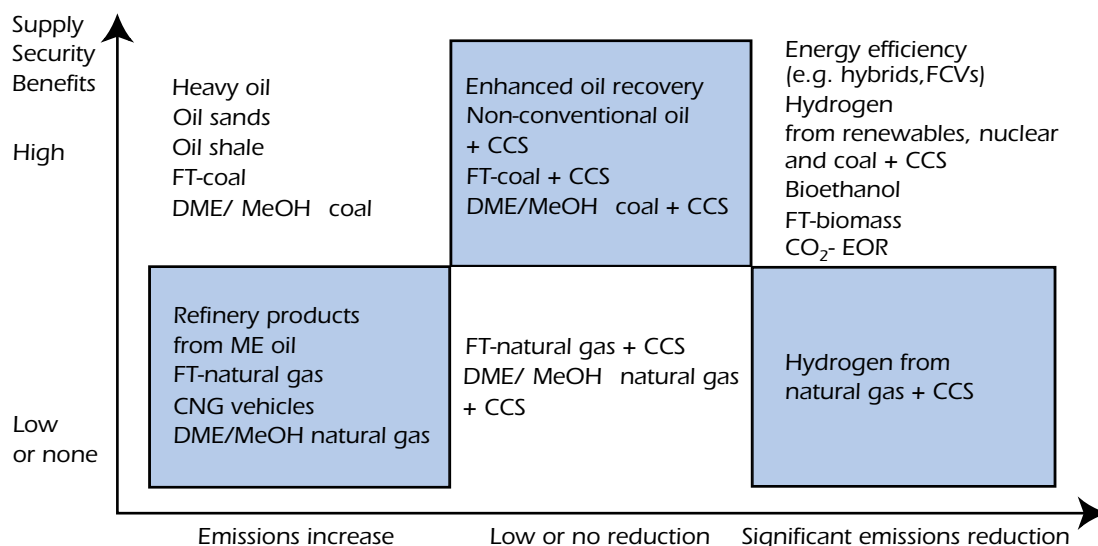 Supply
Security
Benefits
High
Low
or none
Heavy oil
Oil sands
Oil shale
FT-coal
DME/ MeOH coal
Enhanced oil recovery
Non-conventional oil
+ CCS
FT-coal + CCS
DME/MeOH coal + CCS
Energy efficiency
(e.g. hybrids,FCVs)
Hydrogen
from renewables, nuclear
and coal + CCS
Bioethanol
FT-biomass
CO₂- EOR
Refinery products
from ME oil
FT-natural gas
CNG vehicles
DME/MeOH natural gas
FT-natural gas + CCS
DME/ MeOH natural gas
+ CCS
Hydrogen from
natural gas + CCS
Emissions increase
Low or no reduction
Significant emissions reduction